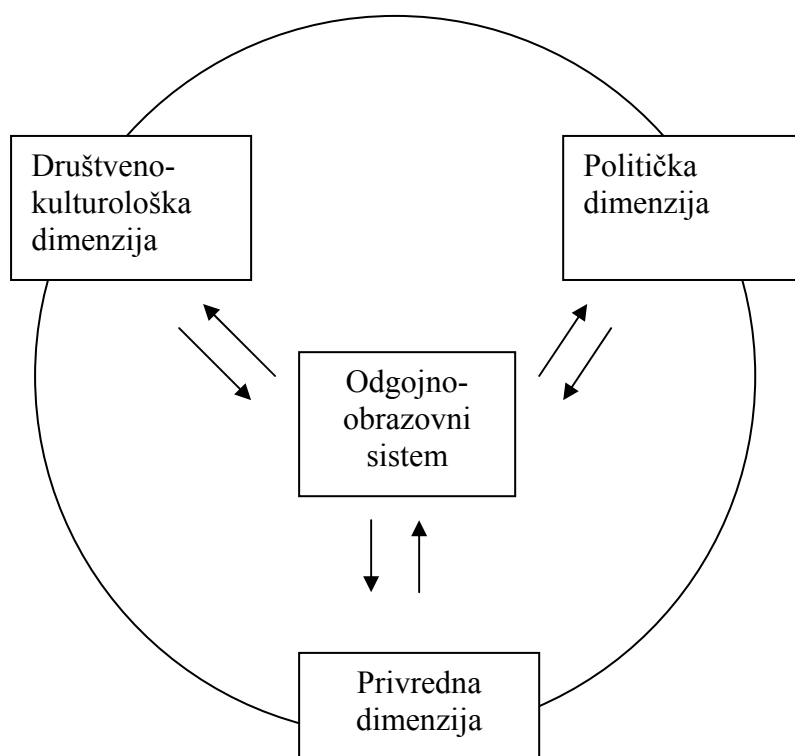 Društveno-
kulturološka
dimenzija
Politička
dimenzija
Odgojno-
obrazovni
sistem
Privredna
dimenzija